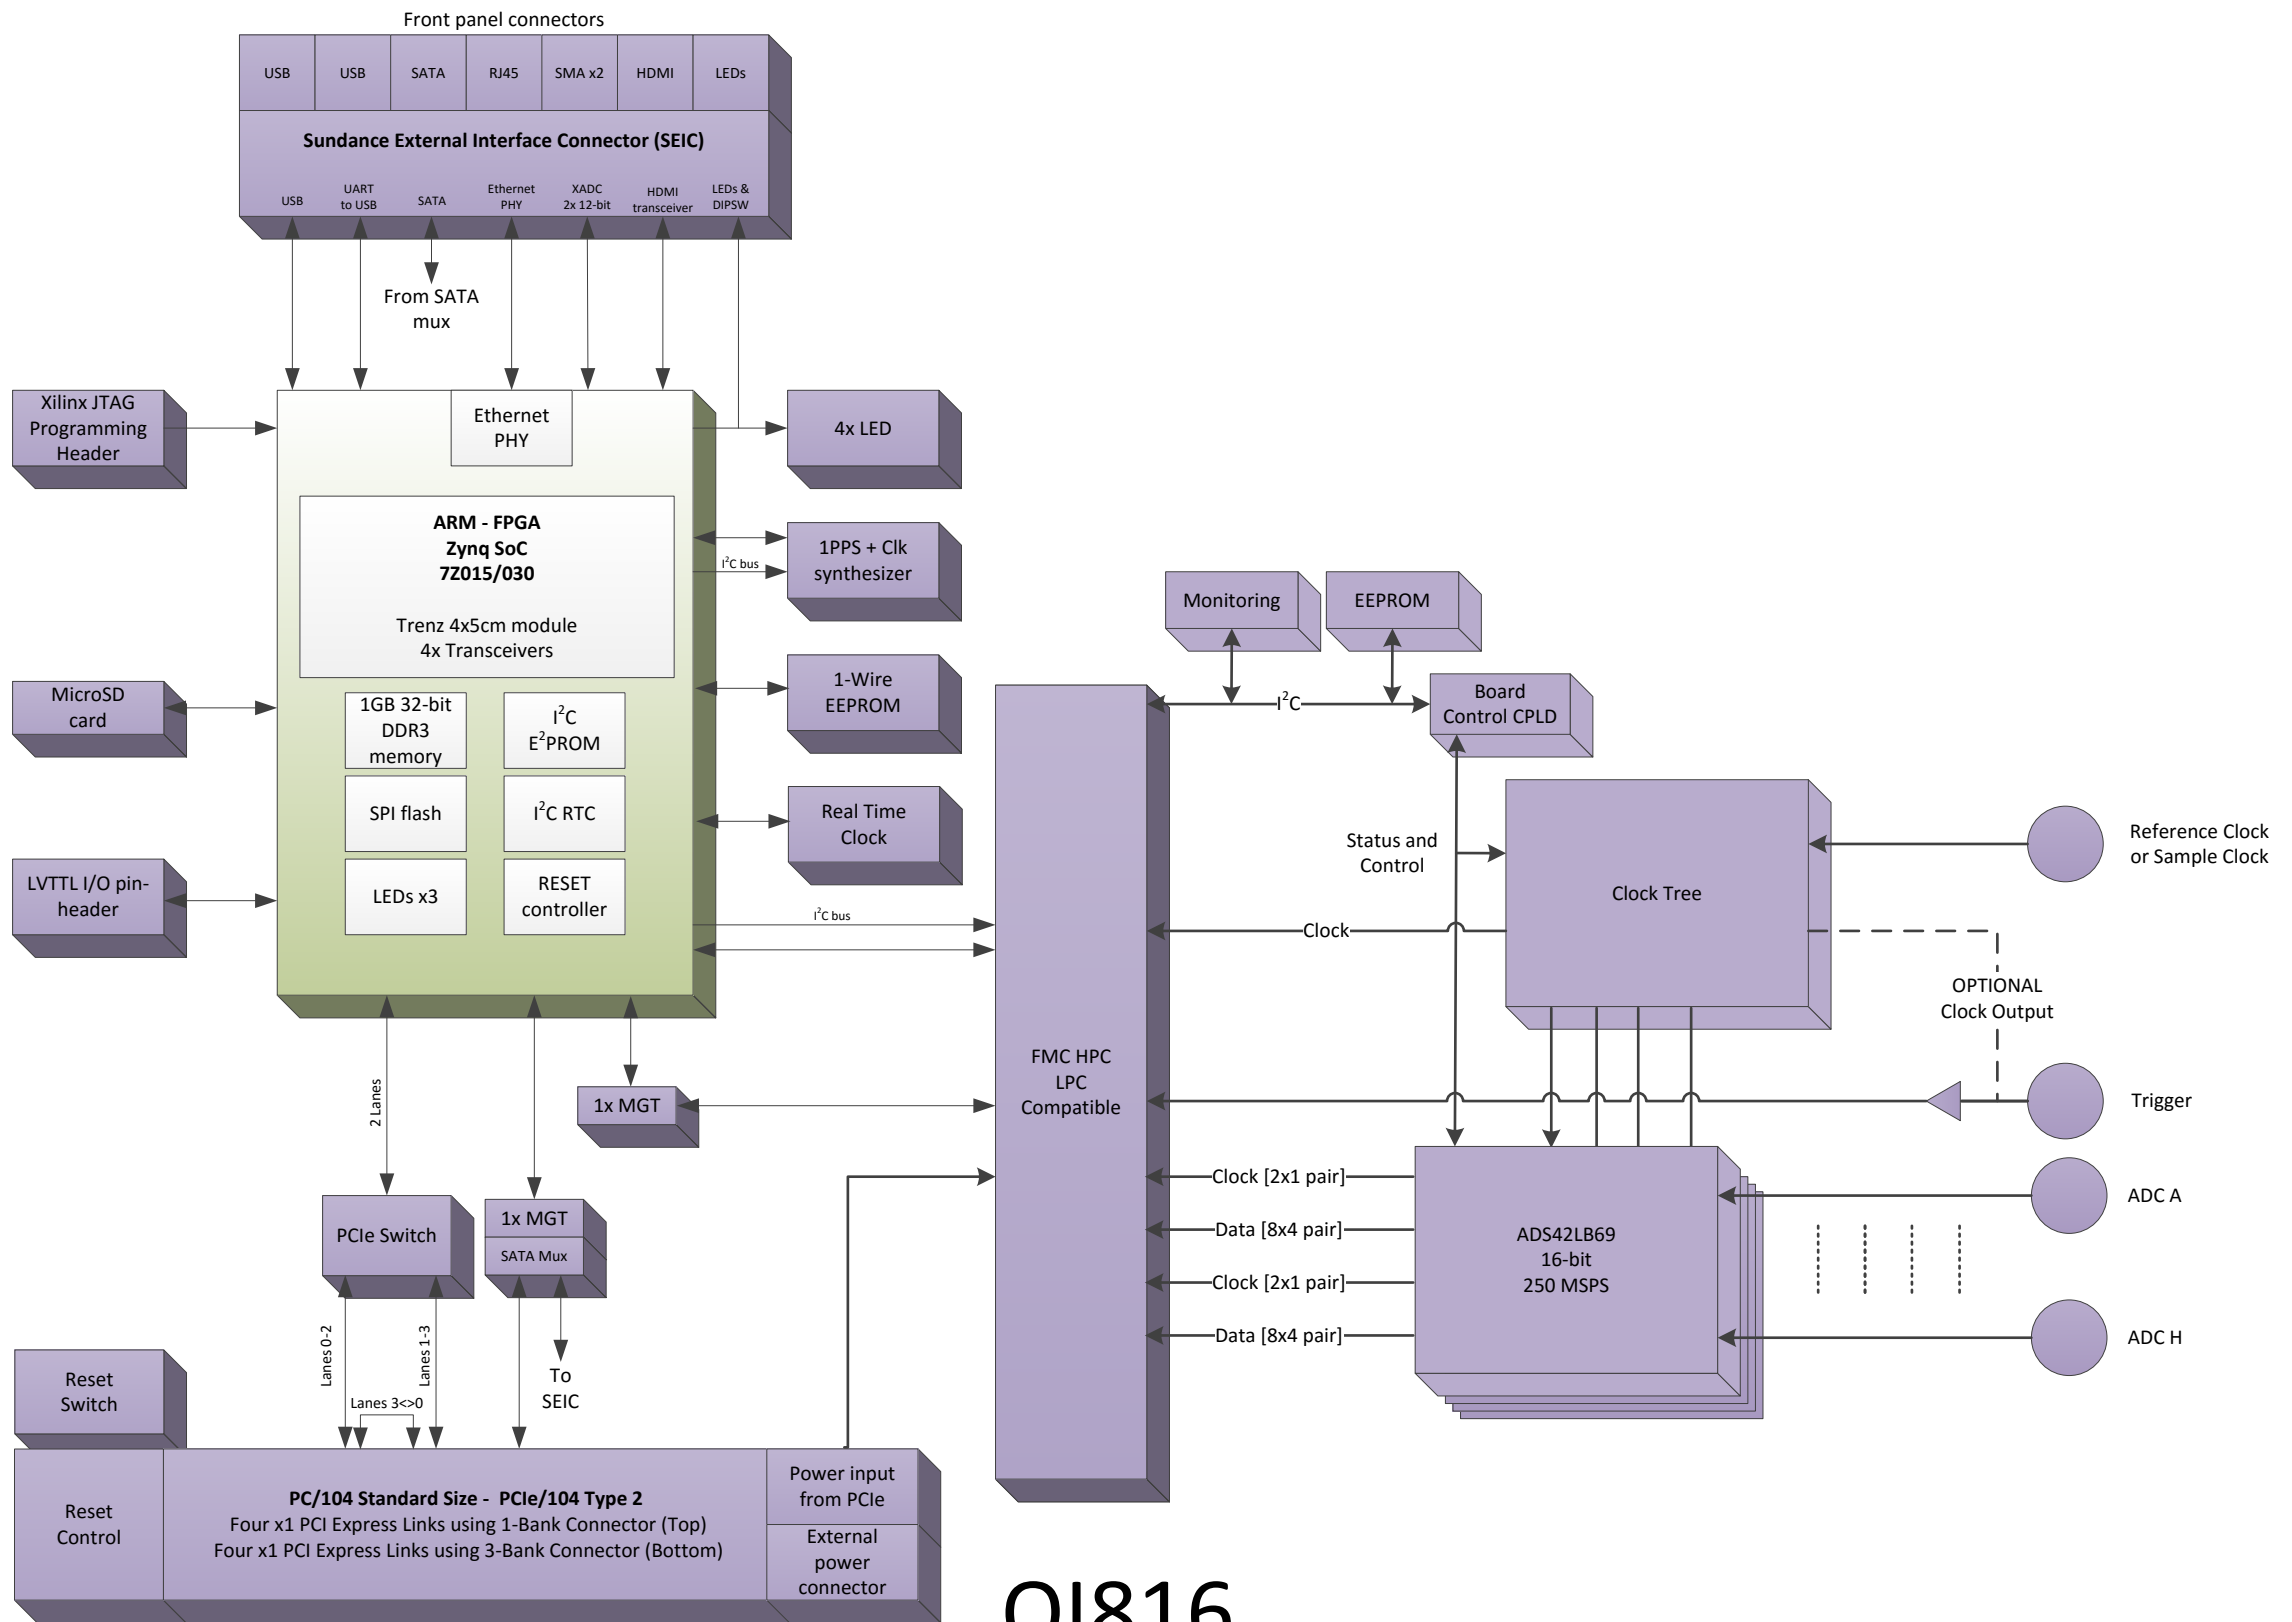 Front panel connectors
USB
USB
SATA
RJ45
SMA x2
HDMI
LEDs
Sundance External Interface Connector (SEIC)
USB
UART
to USB
SATA
Ethernet
PHY
XADC
2x 12-bit
HDMI
transceiver
LEDs &
DIPSW
From SATA
mux
Xilinx JTAG
Programming
Header
Ethernet
PHY
4x LED
ARM - FPGA
Zynq SoC
7Z015/030
Trenz 4x5cm module
4x Transceivers
I²C bus
1PPS + Clk
synthesizer
Monitoring
EEPROM
MicroSD
card
1GB 32-bit
DDR3
memory
I²C
E²PROM
1-Wire
EEPROM
I²C
Board
Control CPLD
SPI flash
I²C RTC
Real Time
Clock
Status and
Control
Clock Tree
Reference Clock
or Sample Clock
LVTTL I/O pin-
header
LEDs x3
RESET
controller
I²C bus
Clock
OPTIONAL
Clock Output
FMC HPC
LPC
Compatible
2 Lanes
1x MGT
Trigger
PCIe Switch
1x MGT
SATA Mux
Clock [2x1 pair]
Data [8x4 pair]
Clock [2x1 pair]
Data [8x4 pair]
ADS42LB69
16-bit
250 MSPS
ADC A
ADC H
Lanes 0-2
Lanes 1-3
Lanes 3<>0
To
SEIC
Reset
Switch
Reset
Control
PC/104 Standard Size - PCIe/104 Type 2
Four x1 PCI Express Links using 1-Bank Connector (Top)
Four x1 PCI Express Links using 3-Bank Connector (Bottom)
Power input
from PCIe
External
power
connector